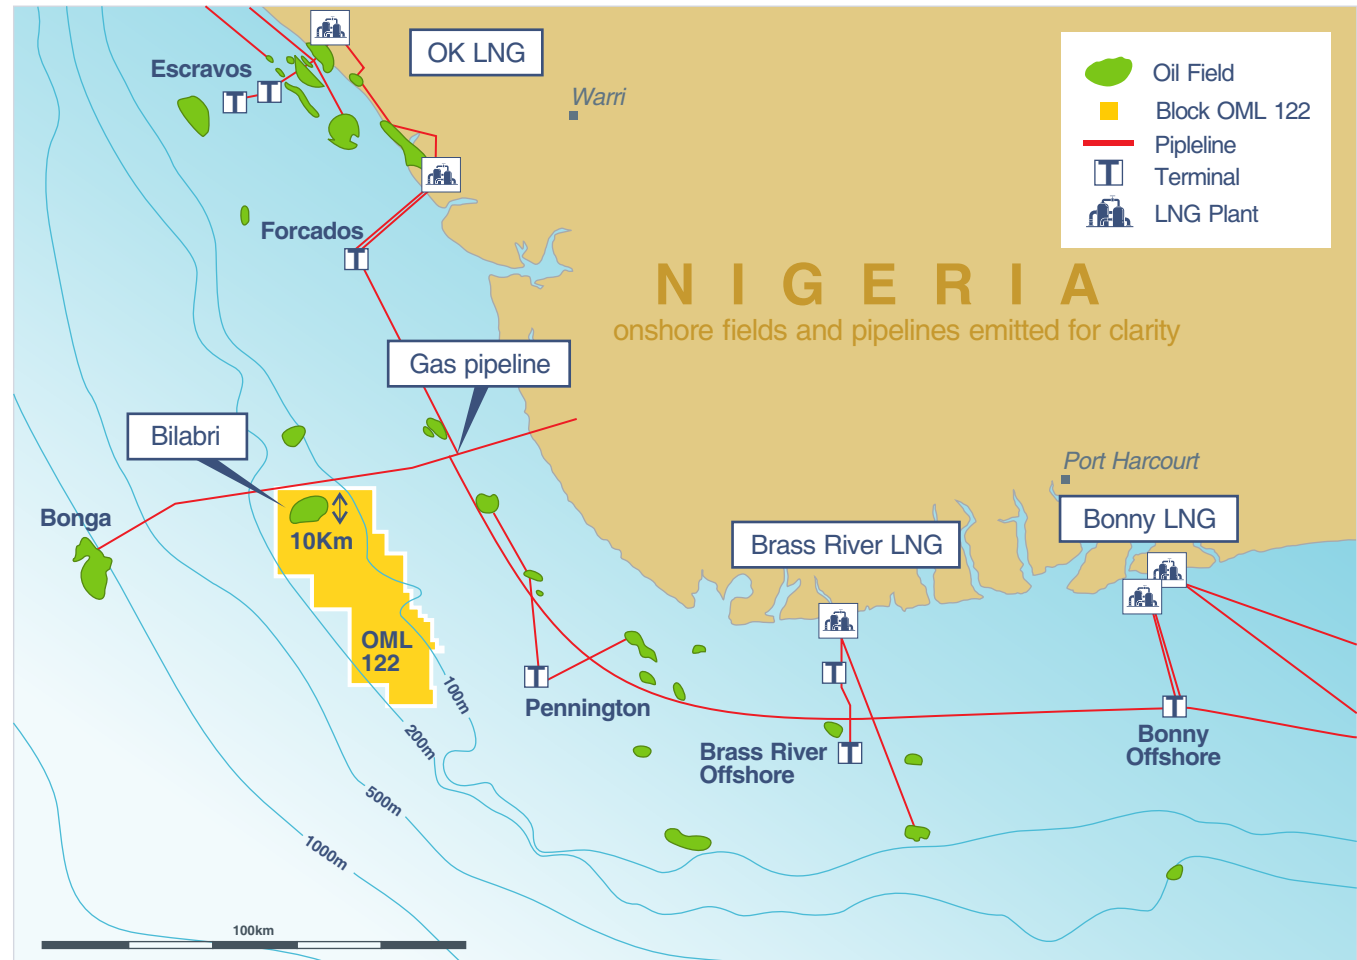 OK LNG
Escravos
Warri
Oil Field
Block OML 122
Pipleline
T Terminal
LNG Plant
T
T
Forcados
T
NIGERIA
onshore fields and pipelines emitted for clarity
Gas pipeline
Bilabri
Port Harcourt
Bonga
10Km
Brass River LNG
Bonny LNG
OML
122
100m
T
Pennington
T
T
Brass River
Offshore
T
Bonny
Offshore
200m
500m
1000m
100km